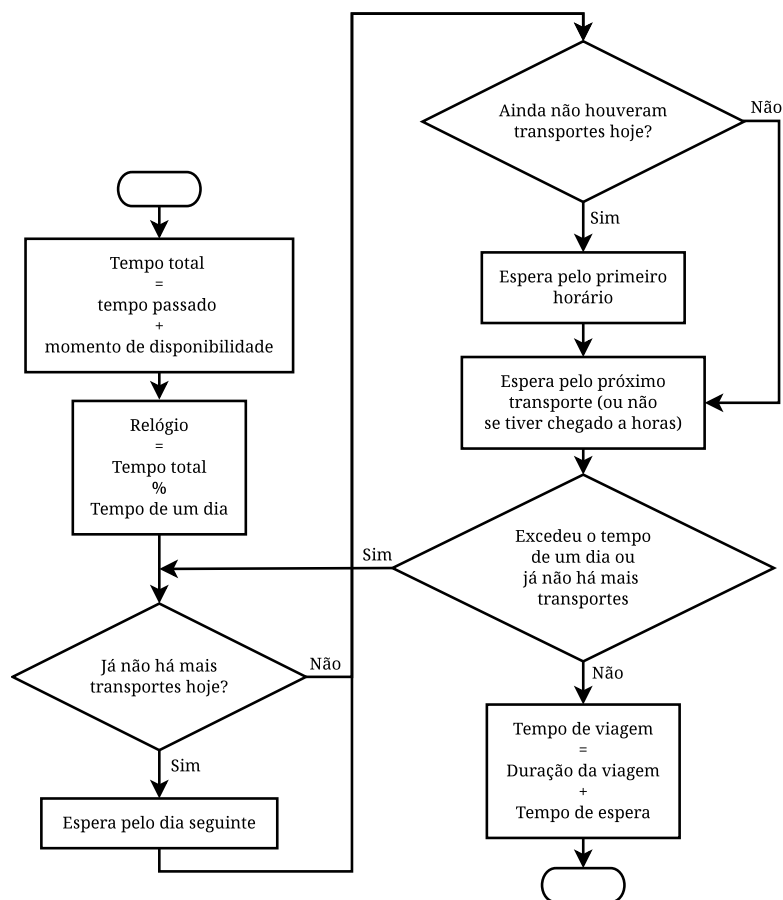 Tempo total
=
tempo passado
+
momento de disponibilidade
Relógio
=
Tempo total
%
Tempo de um dia
Já não há mais
transportes hoje?
Não
Sim
Espera pelo dia seguinte
Ainda não houveram
transportes hoje?
Não
Sim
Espera pelo primeiro
horário
Espera pelo próximo
transporte (ou não
se tiver chegado a horas)
Excedeu o tempo
de um dia ou
já não há mais
transportes
Sim
Não
Tempo de viagem
=
Duração da viagem
+
Tempo de espera